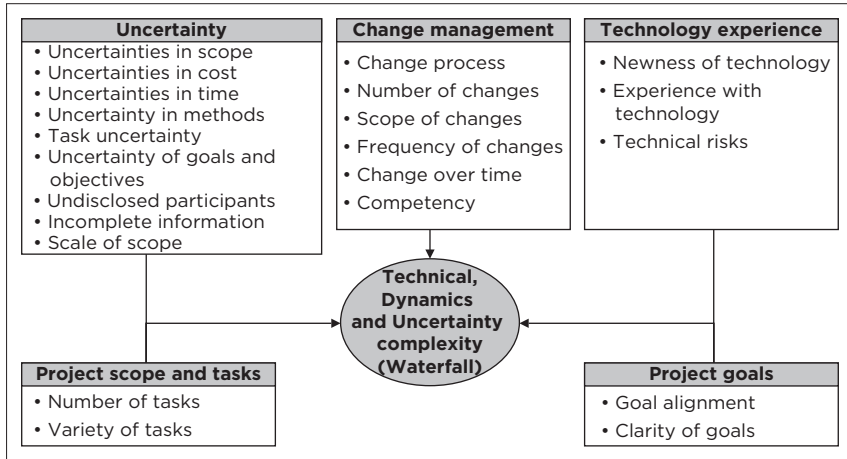 Uncertainty
• Uncertainties in scope
• Uncertainties in cost
• Uncertainties in time
• Uncertainty in methods
• Task uncertainty
• Uncertainty of goals and
objectives
• Undisclosed participants
• Incomplete information
• Scale of scope
Change management
• Change process
• Number of changes
• Scope of changes
• Frequency of changes
• Change over time
• Competency
Technology experience
• Newness of technology
• Experience with
technology
• Technical risks
Technical,
Dynamics
and Uncertainty
complexity
(Waterfall)
Project scope and tasks
• Number of tasks
• Variety of tasks
Project goals
• Goal alignment
• Clarity of goals